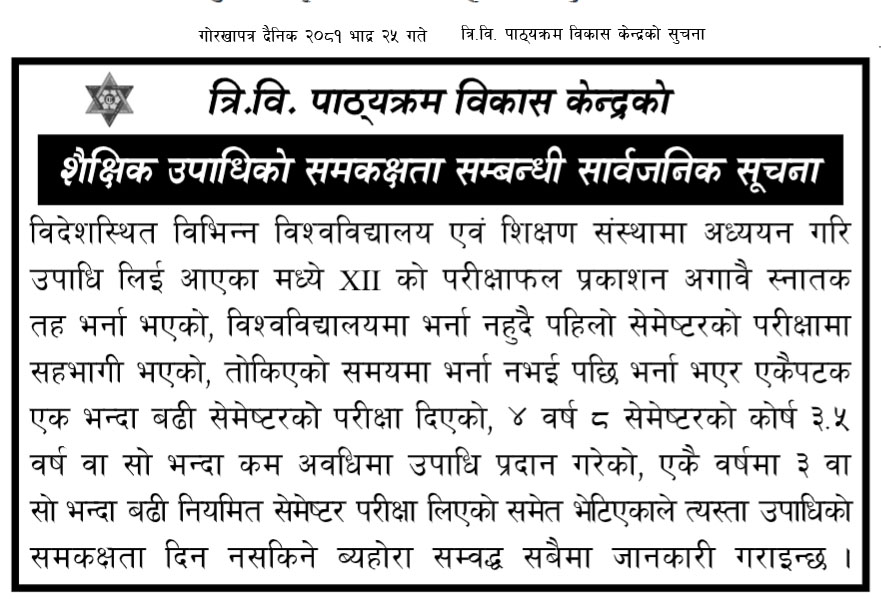 गोरखापत्र दैनिक २०८१ भाद्र २५ गते त्रि.वि. पाठ्यक्रम विकास केन्द्रको सुचना
त्रि.वि. पाठ्यक्रम विकास केन्द्रको
शैक्षिक उपाधिको समकक्षता सम्बन्धी सार्वजनिक सूचना
विदेशस्थित विभिन्न विश्वविद्यालय एवं शिक्षण संस्थामा अध्ययन गरि
उपाधि लिई आएका मध्ये XII को परीक्षाफल प्रकाशन अगावै स्नातक
तह भर्ना भएको, विश्वविद्यालयमा भर्ना नहुदै पहिलो सेमेष्टरको परीक्षामा
सहभागी भएको, तोकिएको समयमा भर्ना नभई पछि भर्ना भएर एकैपटक
एक भन्दा बढी सेमेष्टरको परीक्षा दिएको, ४ वर्ष ८ सेमेष्टरको कोर्ष ३.५
वर्ष वा सो भन्दा कम अवधिमा उपाधि प्रदान गरेको, एकै वर्षमा ३ वा
सो भन्दा बढी नियमित सेमेष्टर परीक्षा लिएको समेत भेटिएकाले त्यस्ता उपाधिको
समकक्षता दिन नसकिने ब्यहोरा सम्वद्ध सबैमा जानकारी गराइन्छ ।